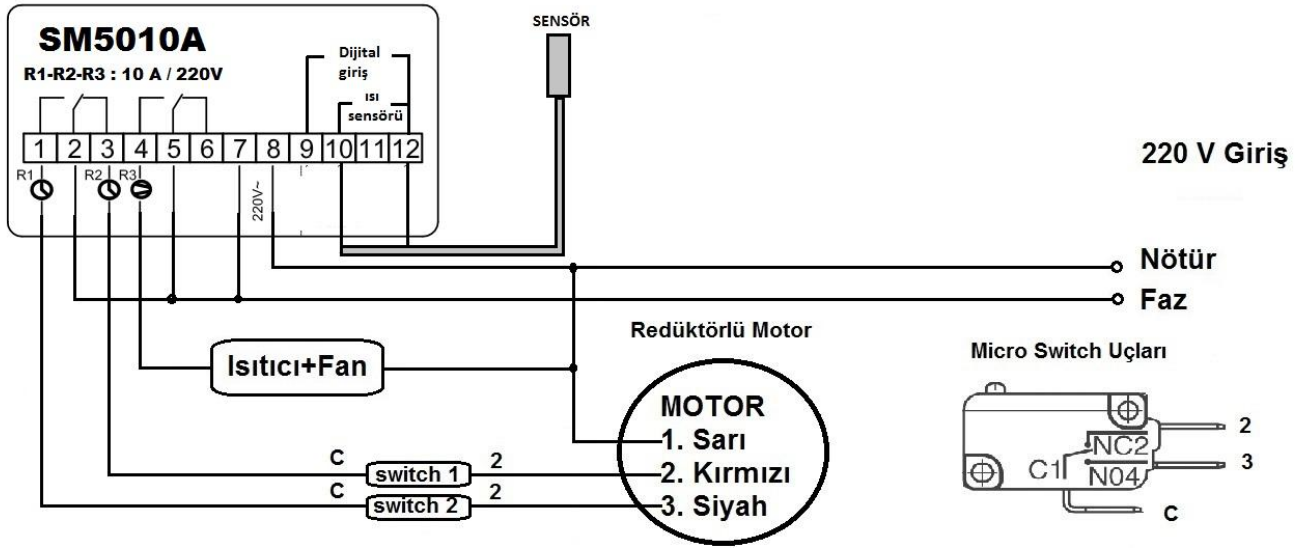 SM5010A
R1-R2-R3 : 10 A / 220V
Dijital
giriş
ısı
sensörü
1 2 3 4 5 6 7 8 9 10 11 12
R1 R2 R3
220V~
SENSÖR
220 V Giriş
Nötür
Faz
Isıtıcı+Fan
Redüktörlü Motor
MOTOR
1. Sarı
2. Kırmızı
3. Siyah
C switch 1 2
C switch 2 2
Micro Switch Uçları
NC2 2
C1 N04 3
C